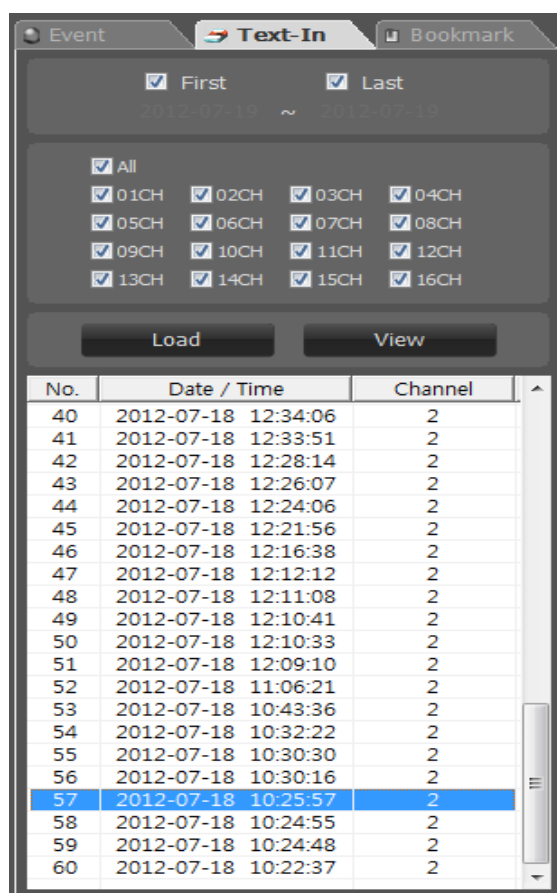 Event Text-In Bookmark
First Last
2012-07-19 ~ 2012-07-19
All
01CH 02CH 03CH 04CH
05CH 06CH 07CH 08CH
09CH 10CH 11CH 12CH
13CH 14CH 15CH 16CH
Load View
No. Date / Time Channel
40 2012-07-18 12:34:06 2
41 2012-07-18 12:33:51 2
42 2012-07-18 12:28:14 2
43 2012-07-18 12:26:07 2
44 2012-07-18 12:24:06 2
45 2012-07-18 12:21:56 2
46 2012-07-18 12:16:38 2
47 2012-07-18 12:12:12 2
48 2012-07-18 12:11:08 2
49 2012-07-18 12:10:41 2
50 2012-07-18 12:10:33 2
51 2012-07-18 12:09:10 2
52 2012-07-18 11:06:21 2
53 2012-07-18 10:43:36 2
54 2012-07-18 10:32:22 2
55 2012-07-18 10:30:30 2
56 2012-07-18 10:30:16 2
57 2012-07-18 10:25:57 2
58 2012-07-18 10:24:55 2
59 2012-07-18 10:24:48 2
60 2012-07-18 10:22:37 2